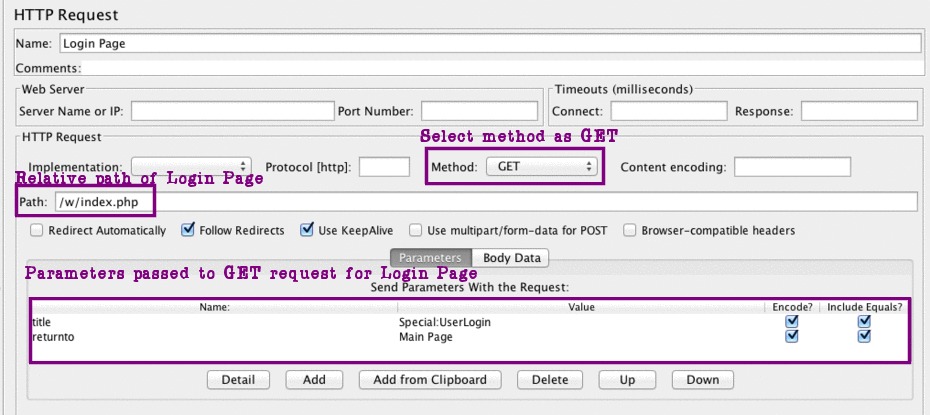 HTTP Request
Name: Login Page
Comments:
Web Server
Timeouts (milliseconds)
Server Name or IP: Port Number: Connect: Response:
HTTP Request
Select method as GET
Implementation: Protocol [http]: Method: GET Content encoding:
Relative path of Login Page
Path: /w/index.php
Redirect Automatically Follow Redirects Use KeepAlive Use multipart/form-data for POST Browser-compatible headers
Parameters Body Data
Parameters passed to GET request for Login Page
Send Parameters With the Request:
Name: Value Encode? Include Equals?
title Special:UserLogin
returnto Main Page
Detail Add Add from Clipboard Delete Up Down